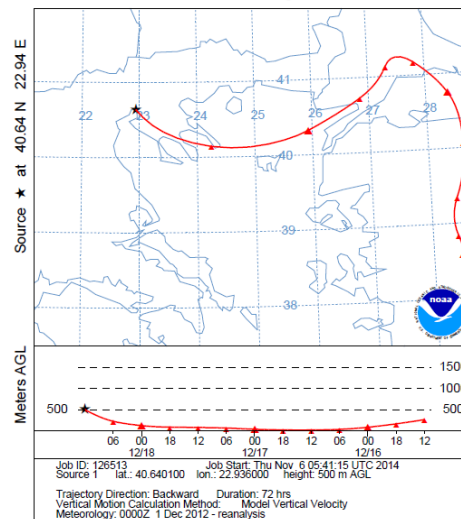 Source ★ at 40.64 N 22.94 E
22 23 24 25 26 27 28
41
40
39
38
noaa
Meters AGL
150
100
500 500
06 00 18 12 06 00 18 12 06 00 18 12
12/18 12/17 12/16
Job ID: 126513 Job Start: Thu Nov 6 05:41:15 UTC 2014
Source 1 lat.: 40.640100 lon.: 22.936000 height: 500 m AGL
Trajectory Direction: Backward Duration: 72 hrs
Vertical Motion Calculation Method: Model Vertical Velocity
Meteorology: 0000Z 1 Dec 2012 - reanalysis